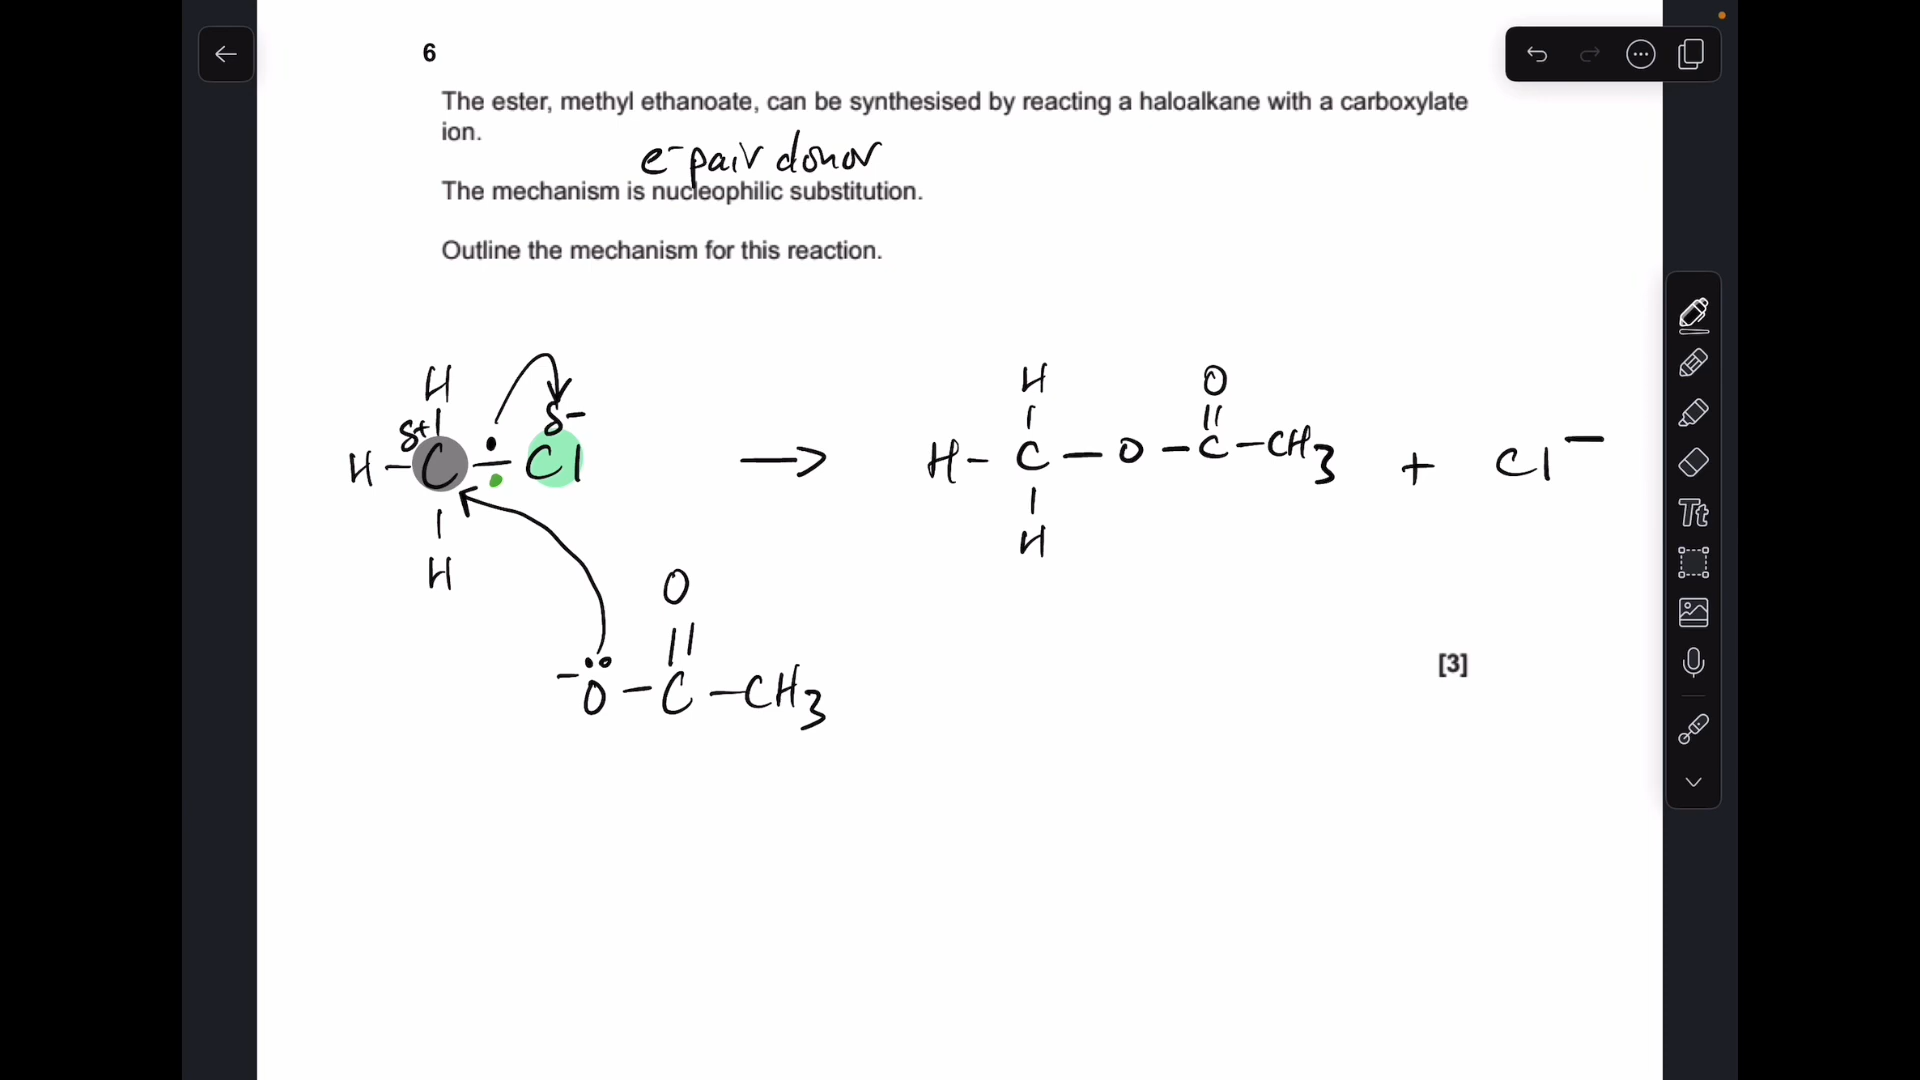 6
The ester, methyl ethanoate, can be synthesised by reacting a haloalkane with a carboxylate
ion.
e⁻ pair donor
The mechanism is nucleophilic substitution.
Outline the mechanism for this reaction.
H
δ+
δ−
H – C – Cl
H
O
||
⁻O – C – CH3
→
H
H – C – O – C – CH3 + Cl⁻
H
O
||
[3]
Tt